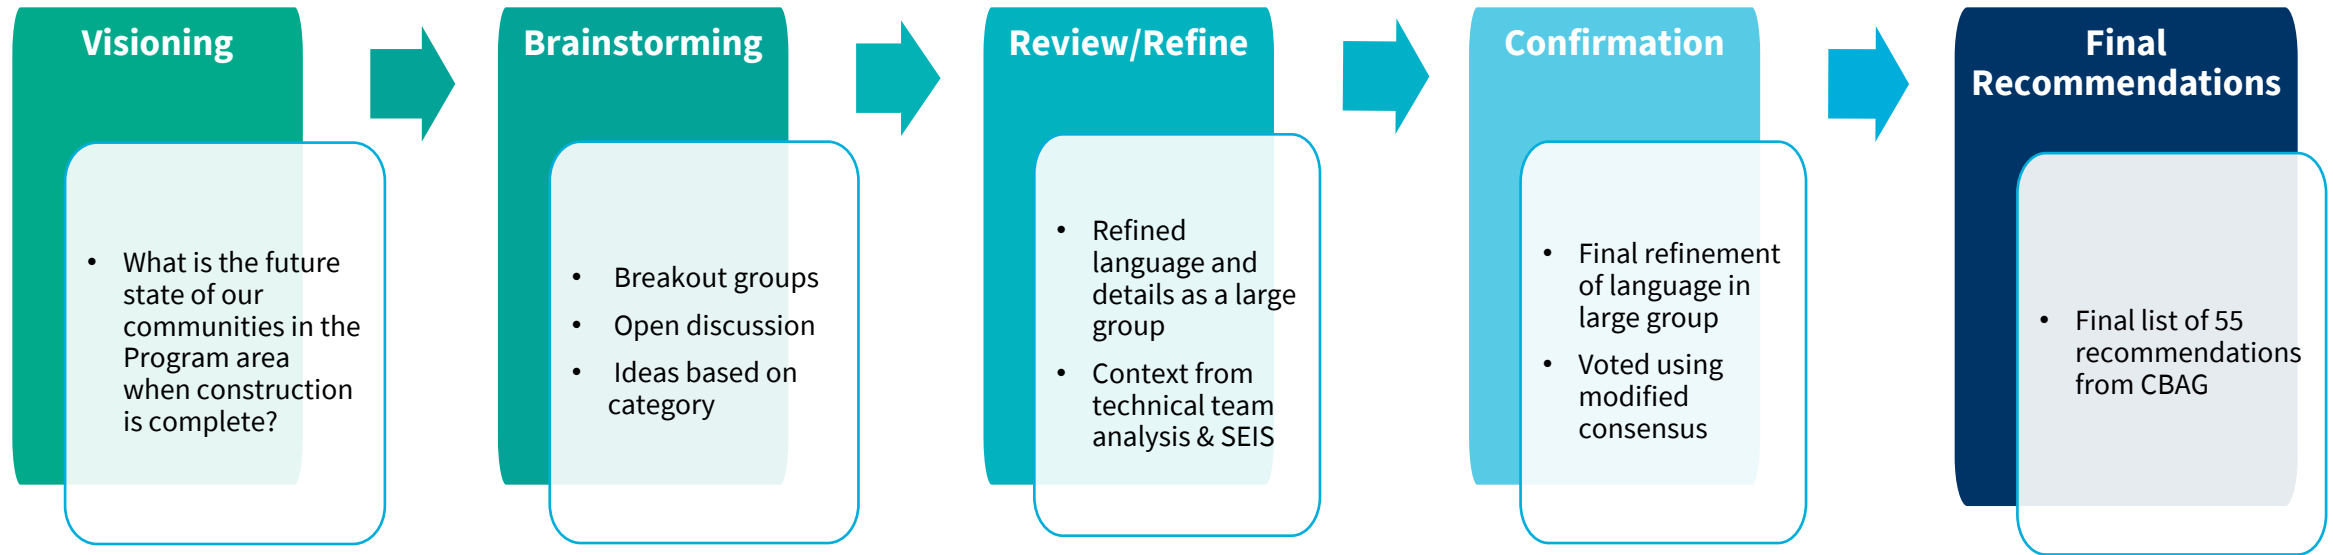 Visioning
• What is the future
state of our
communities in the
Program area
when construction
is complete?
Brainstorming
• Breakout groups
• Open discussion
• Ideas based on
category
Review/Refine
• Refined
language and
details as a large
group
• Context from
technical team
analysis & SEIS
Confirmation
• Final refinement
of language in
large group
• Voted using
modified
consensus
Final
Recommendations
• Final list of 55
recommendations
from CBAG